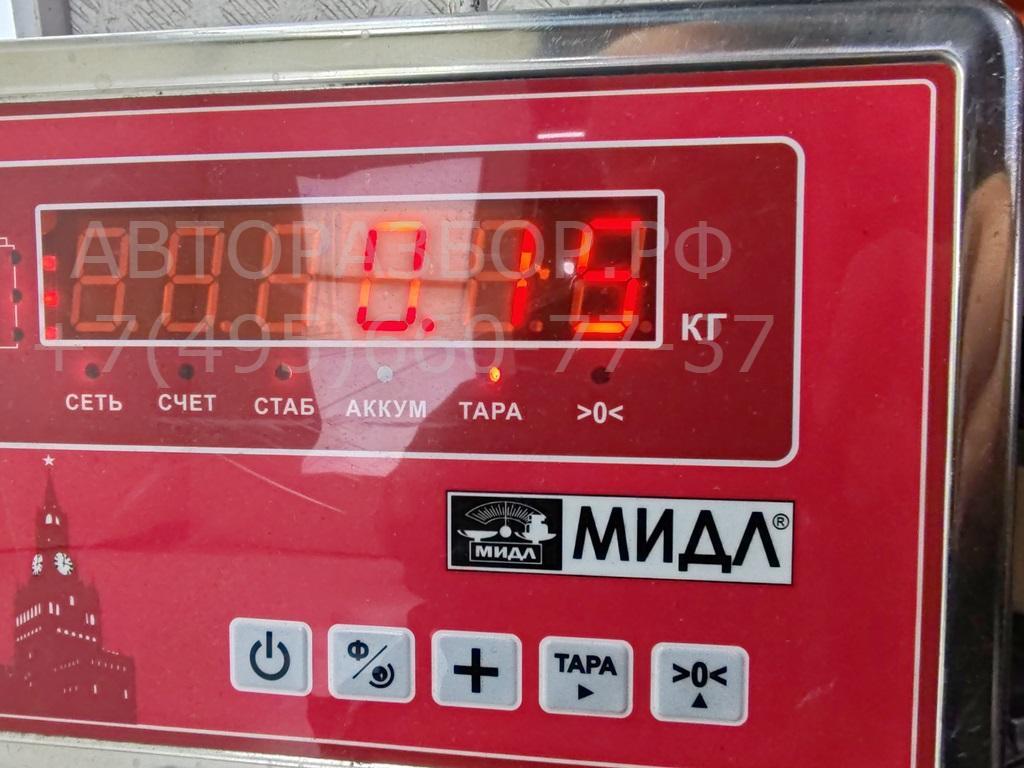 АВТОРАЗБОР.РФ
0.15
+7(495)660-77-57
КГ
СЕТЬ СЧЕТ СТАБ АККУМ ТАРА >0<
МИДЛ МИДЛ®
Ф ТАРА >0<